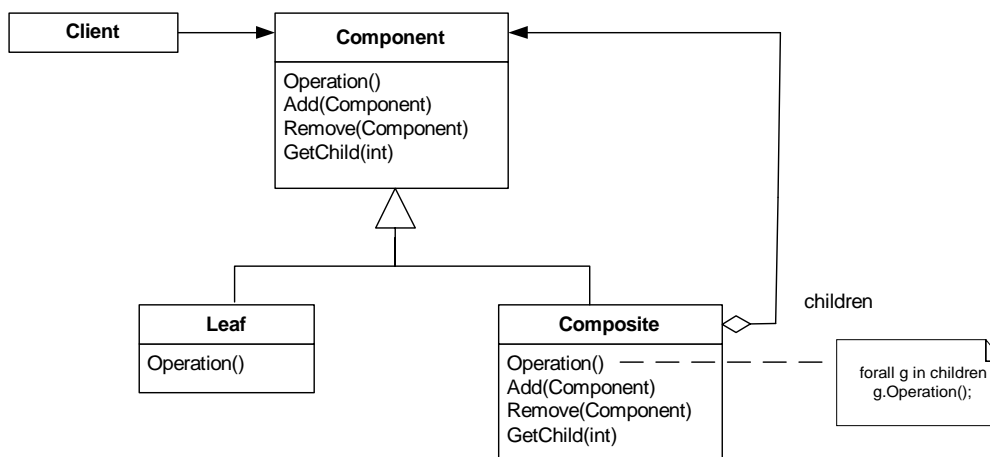 Client
Component
Operation()
Add(Component)
Remove(Component)
GetChild(int)
Leaf
Operation()
Composite
Operation()
Add(Component)
Remove(Component)
GetChild(int)
children
forall g in children
g.Operation();